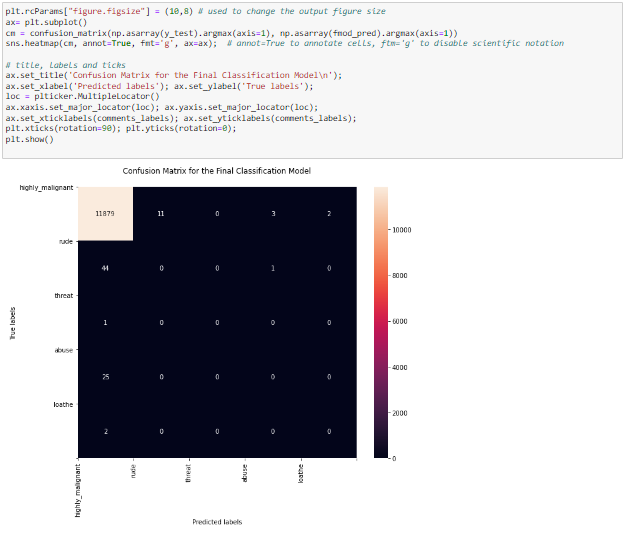 plt.rcParams["figure.figsize"] = (10,8) # used to change the output figure size
ax= plt.subplot()
cm = confusion_matrix(np.asarray(y_test).argmax(axis=1), np.asarray(fmod_pred).argmax(axis=1))
sns.heatmap(cm, annot=True, fmt='g', ax=ax);  # annot=True to annotate cells, ftm='g' to disable scientific notation
# title, labels and ticks
ax.set_title('Confusion Matrix for the Final Classification Model\n');
ax.set_xlabel('Predicted labels'); ax.set_ylabel('True labels');
loc = plticker.MultipleLocator()
ax.xaxis.set_major_locator(loc); ax.yaxis.set_major_locator(loc);
ax.set_xticklabels(comments_labels); ax.set_yticklabels(comments_labels);
plt.xticks(rotation=90); plt.yticks(rotation=0);
plt.show()
Confusion Matrix for the Final Classification Model
highly_malignant
11879 11 0 3 2
rude
44 0 0 1 0
threat
1 0 0 0 0
abuse
25 0 0 0 0
loathe
2 0 0 0 0
True labels
highly_malignant rude threat abuse loathe
Predicted labels
10000
8000
6000
4000
2000
0